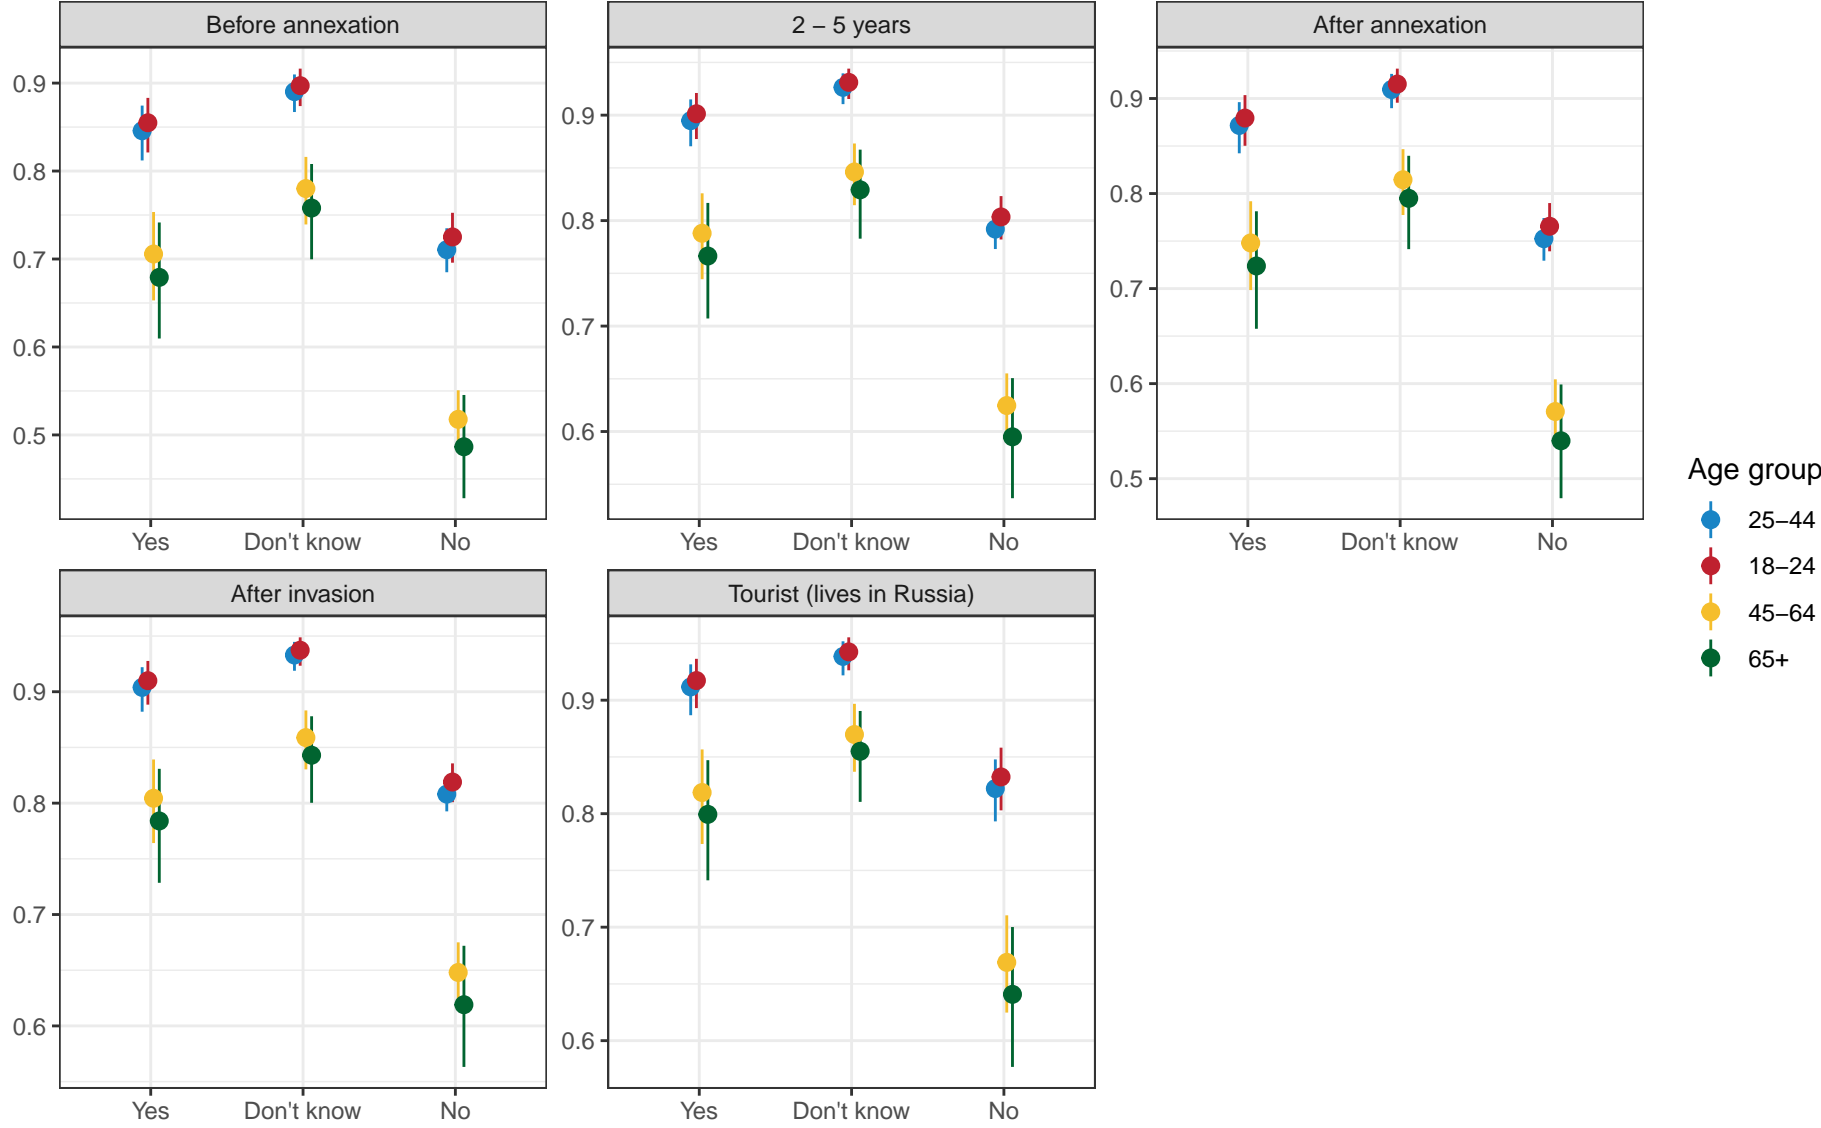 Before annexation
2 – 5 years
After annexation
0.9
0.8
0.7
0.6
0.5
0.9
0.8
0.7
0.6
0.9
0.8
0.7
0.6
0.5
Yes Don't know No
Yes Don't know No
Yes Don't know No
After invasion
Tourist (lives in Russia)
0.9
0.8
0.7
0.6
0.9
0.8
0.7
0.6
Yes Don't know No
Yes Don't know No
Age group
25–44
18–24
45–64
65+